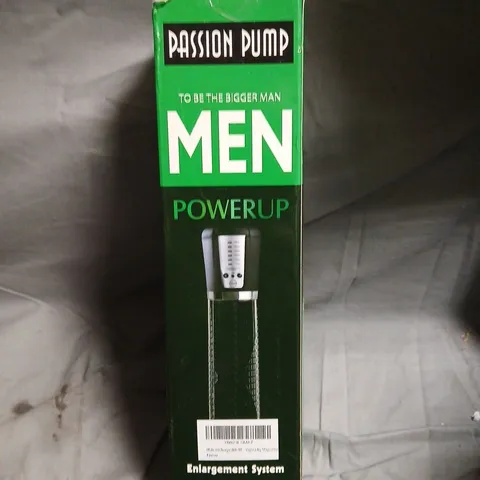 PASSION PUMP
TO BE THE BIGGER MAN
MEN
POWERUP
Enlargement System